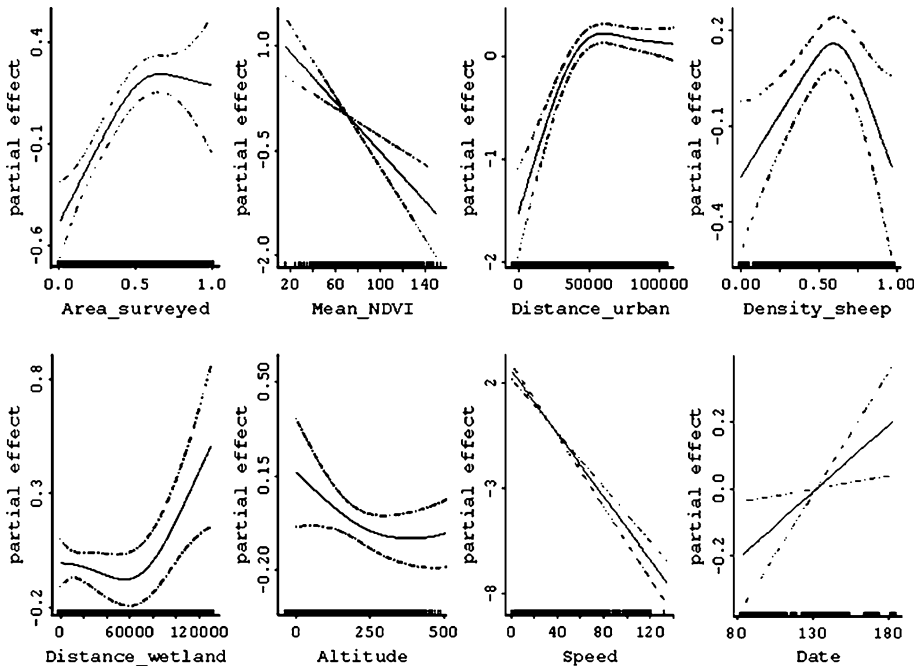 partial effect
0.4
-0.1
-0.6
0.0 0.5 1.0
Area_surveyed
partial effect
1.0
-0.5
-2.0
20 60 100 140
Mean_NDVI
partial effect
0
-1
-2
0 50000 100000
Distance_urban
partial effect
0.2
-0.1
-0.4
0.00 0.60 1.00
Density_sheep
partial effect
0.8
0.3
-0.2
0 60000 120000
Distance_wetland
partial effect
0.50
0.15
-0.20
0 250 500
Altitude
partial effect
2
-3
-8
0 40 80 120
Speed
partial effect
0.2
0.0
-0.2
80 130 180
Date